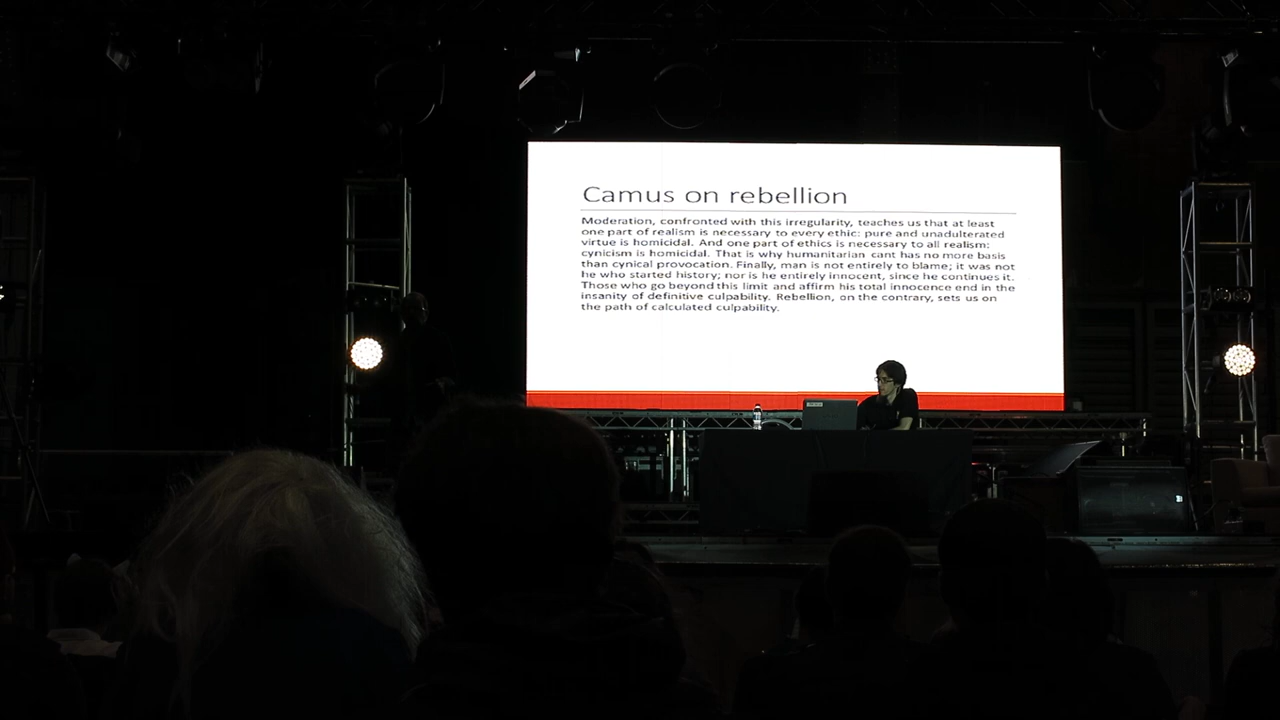 Camus on rebellion
Moderation, confronted with this irregularity, teaches us that at least
one part of realism is necessary to every ethic: pure and unadulterated
virtue is homicidal. And one part of ethics is necessary to all realism:
cynicism is homicidal. That is why humanitarian cant has no more basis
than cynical provocation. Finally, man is not entirely to blame; it was not
he who started history; nor is he entirely innocent, since he continues it.
Those who go beyond this limit and affirm his total innocence end in the
insanity of definitive culpability. Rebellion, on the contrary, sets us on
the path of calculated culpability.